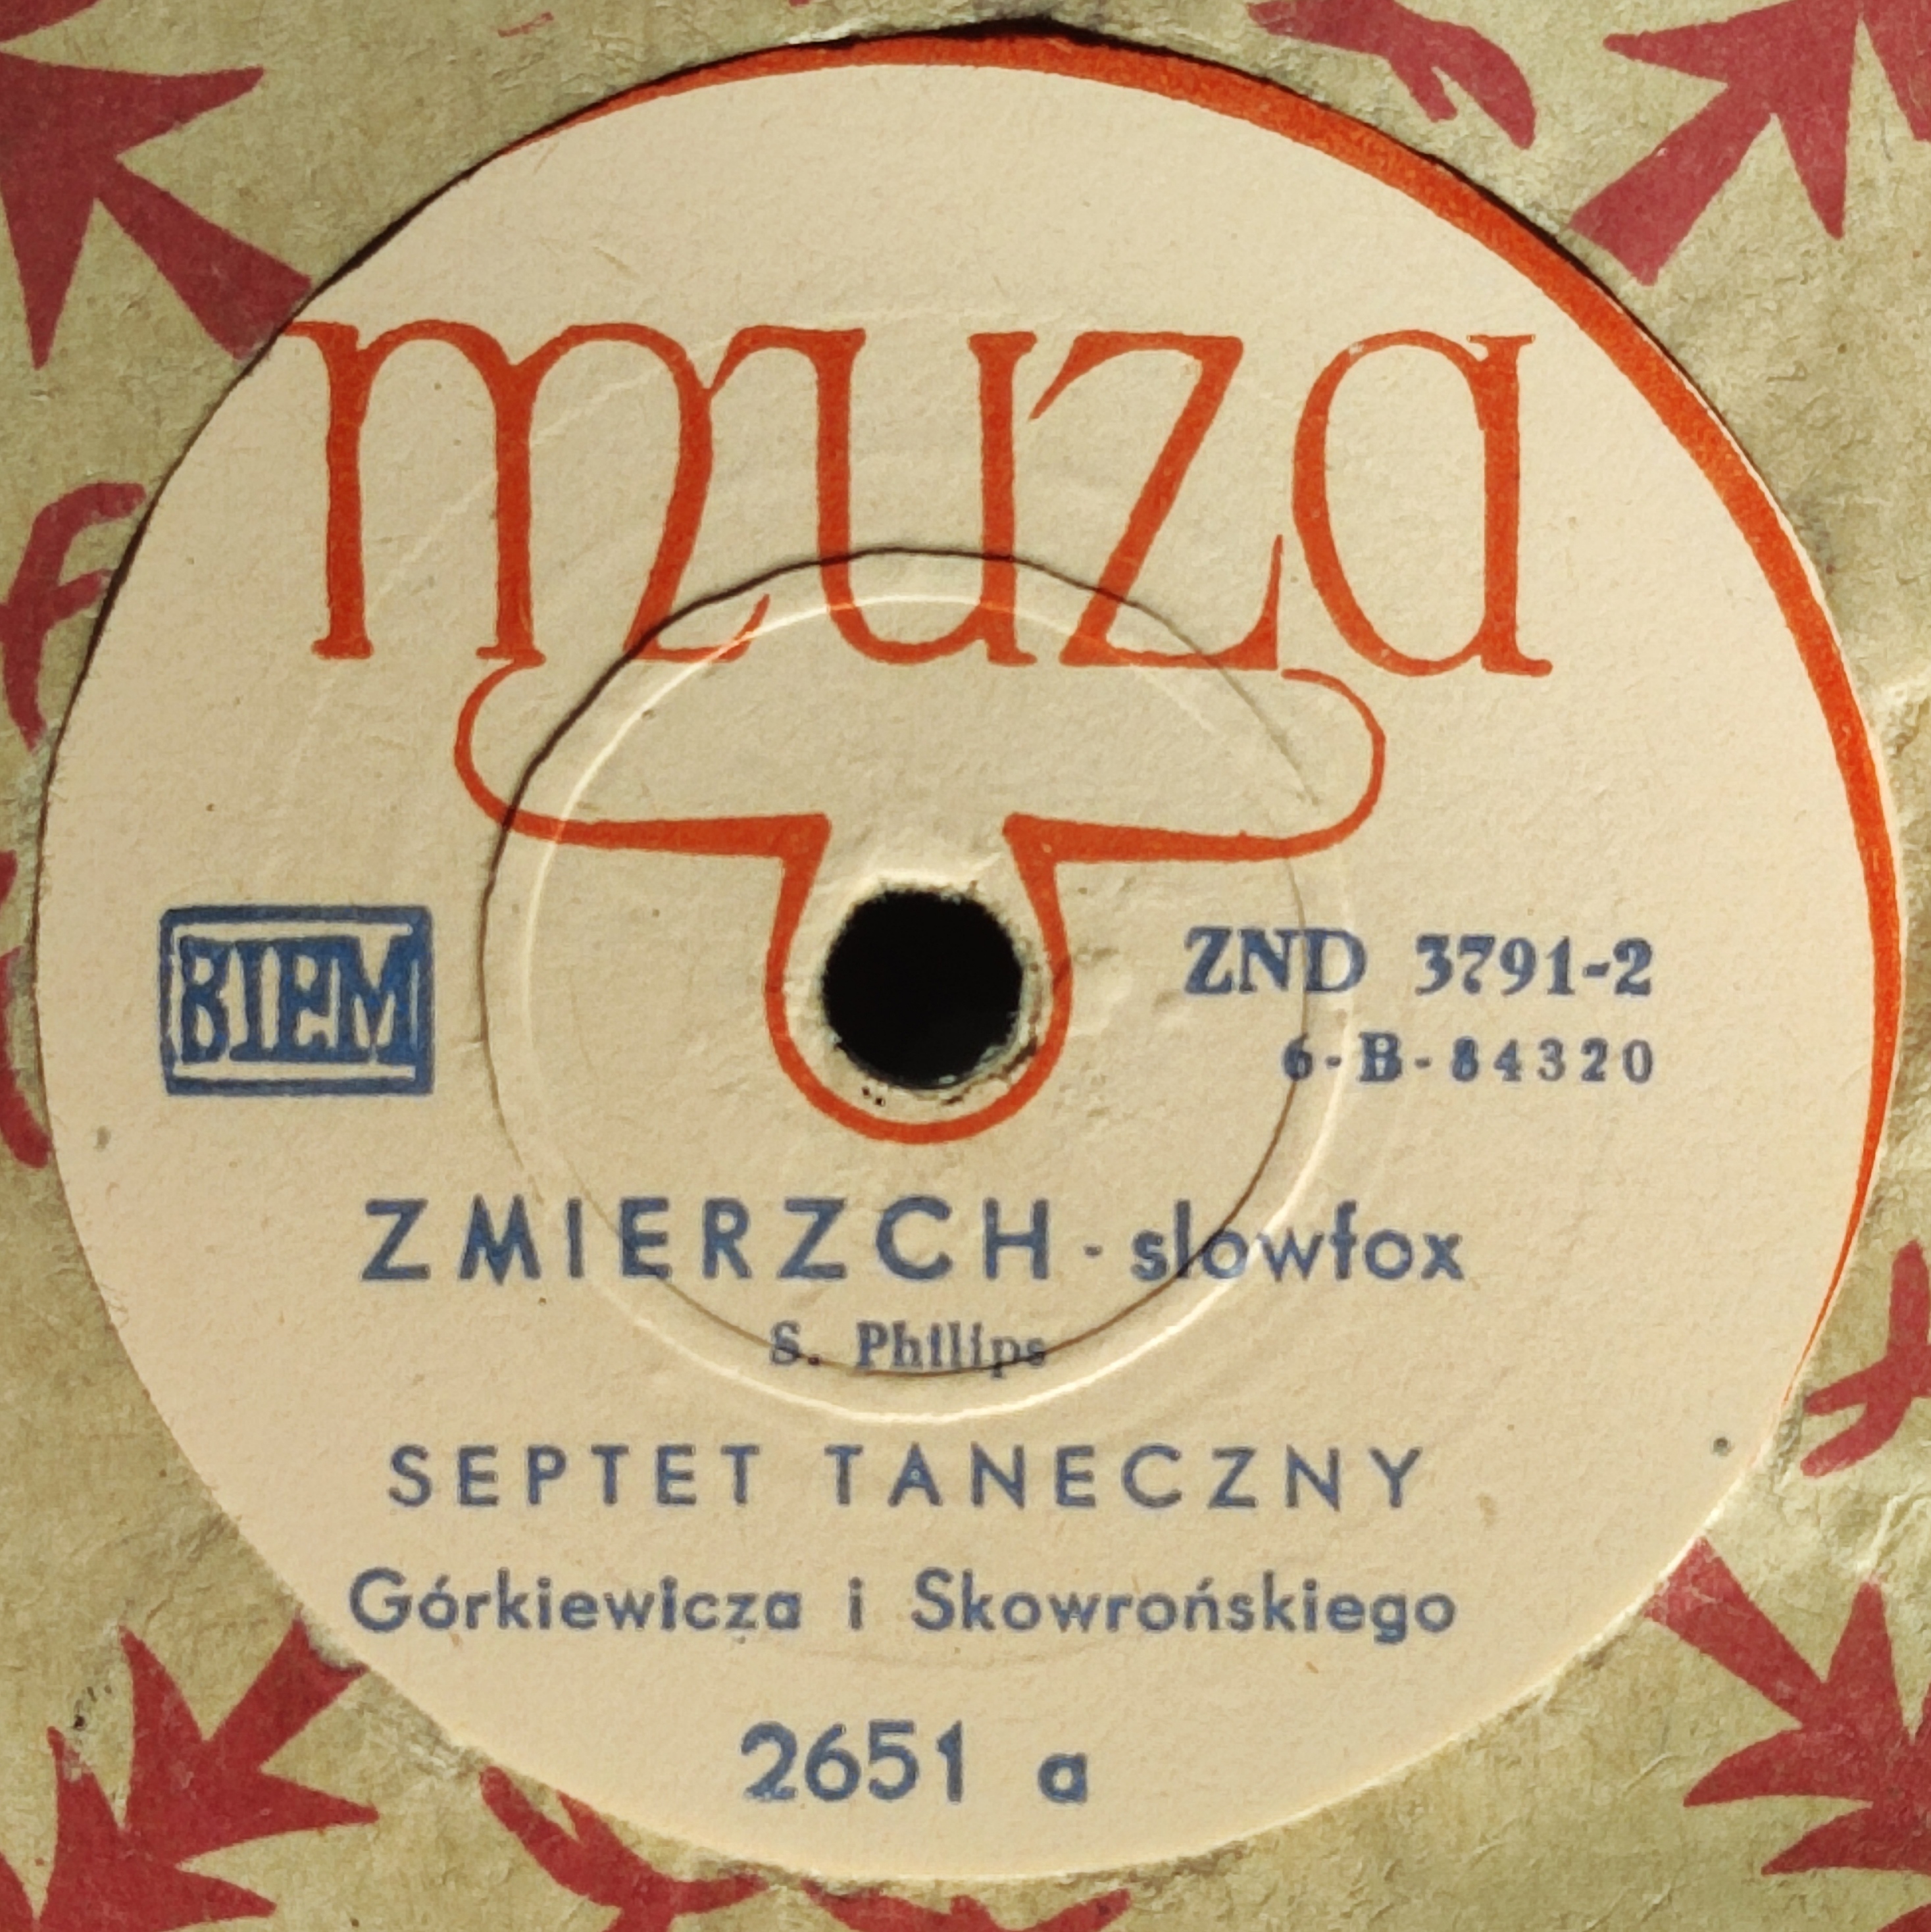 muza
BIEM
ZND 3791-2
6-B-84320
ZMIERZCH - slowfox
S. Philips
SEPTET TANECZNY
Górkiewicza i Skowrońskiego
2651 a